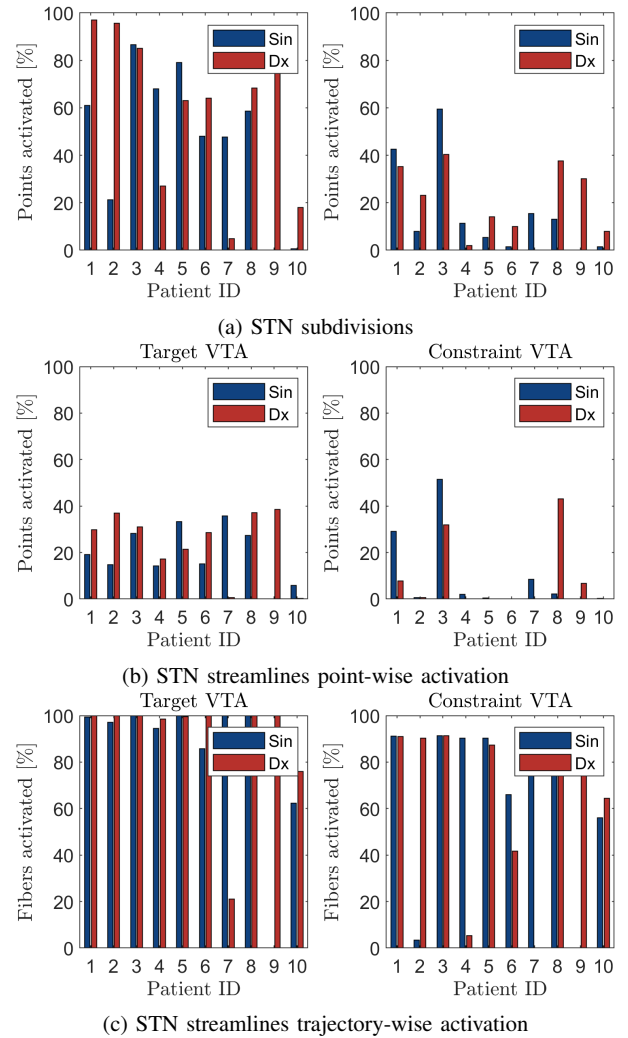 100
80
60
40
20
0
Points activated [%]
Sin
Dx
1 2 3 4 5 6 7 8 9 10
Patient ID
100
80
60
40
20
0
Points activated [%]
Sin
Dx
1 2 3 4 5 6 7 8 9 10
Patient ID
(a) STN subdivisions
Target VTA
100
80
60
40
20
0
Points activated [%]
Sin
Dx
1 2 3 4 5 6 7 8 9 10
Patient ID
Constraint VTA
100
80
60
40
20
0
Points activated [%]
Sin
Dx
1 2 3 4 5 6 7 8 9 10
Patient ID
(b) STN streamlines point-wise activation
Target VTA
100
80
60
40
20
0
Fibers activated [%]
Sin
Dx
1 2 3 4 5 6 7 8 9 10
Patient ID
Constraint VTA
100
80
60
40
20
0
Fibers activated [%]
Sin
Dx
1 2 3 4 5 6 7 8 9 10
Patient ID
(c) STN streamlines trajectory-wise activation